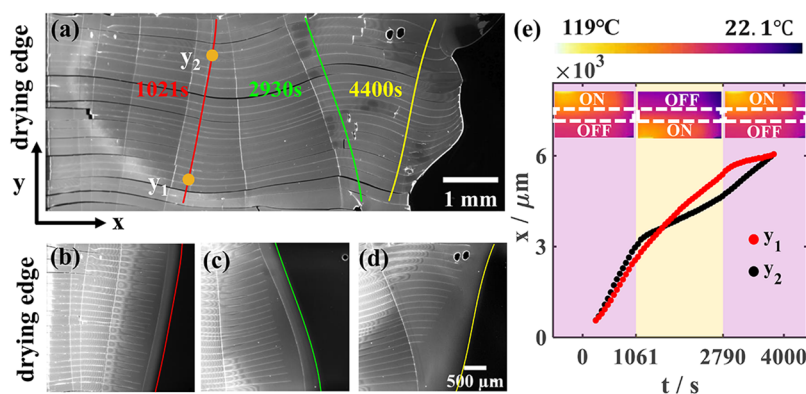 (a)
y₂
1021s
2930s
4400s
y₁
1 mm
drying edge
y
x
(b)
(c)
(d)
drying edge
500 μm
(e)
119℃
22.1℃
×10³
ON
OFF
ON
OFF
ON
OFF
6
3
0
x / μm
y₁
y₂
0
1061
2790
4000
t / s